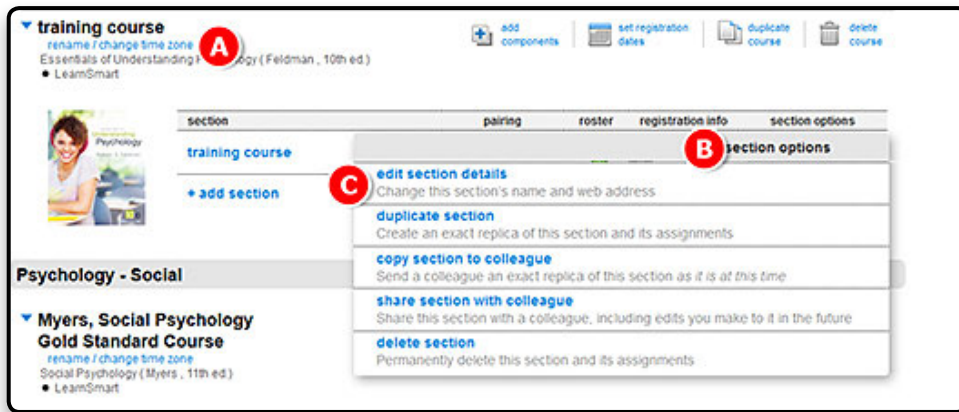 training course
rename / change time zone
A
Essentials of Understanding Psychology ( Feldman , 10th ed.)
● LearnSmart
add components
set registration dates
duplicate course
delete course
section pairing roster registration info section options
Psychology
training course
B
section options
+ add section
C
edit section details
Change this section's name and web address
duplicate section
Create an exact replica of this section and its assignments
copy section to colleague
Send a colleague an exact replica of this section as it is at this time
share section with colleague
Share this section with a colleague, including edits you make to it in the future
delete section
Permanently delete this section and its assignments
Psychology - Social
Myers, Social Psychology
Gold Standard Course
rename / change time zone
Social Psychology ( Myers , 11th ed.)
● LearnSmart